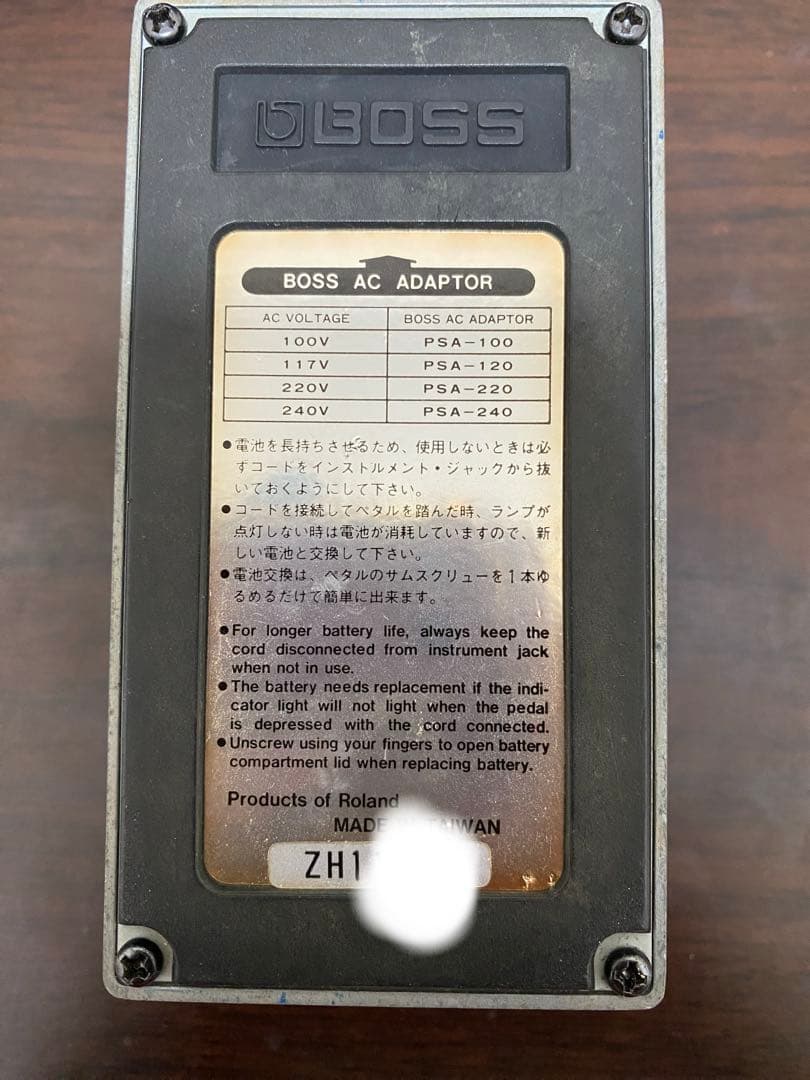 BOSS
BOSS AC ADAPTOR
AC VOLTAGE BOSS AC ADAPTOR
100V PSA-100
117V PSA-120
220V PSA-220
240V PSA-240
●電池を長持ちさせるため、使用しないときは必
ずコードをインストルメント・ジャックから抜
いておくようにして下さい。
●コードを接続してペタルを踏んだ時、ランプが
点灯しない時は電池が消耗していますので、新
しい電池と交換して下さい。
●電池交換は、ペタルのサムスクリューを1本ゆ
るめるだけで簡単に出来ます。
●For longer battery life, always keep the
cord disconnected from instrument jack
when not in use.
●The battery needs replacement if the indi-
cator light will not light when the pedal
is depressed with the cord connected.
●Unscrew using your fingers to open battery
compartment lid when replacing battery.
Products of Roland
MADE TAIWAN
ZH1